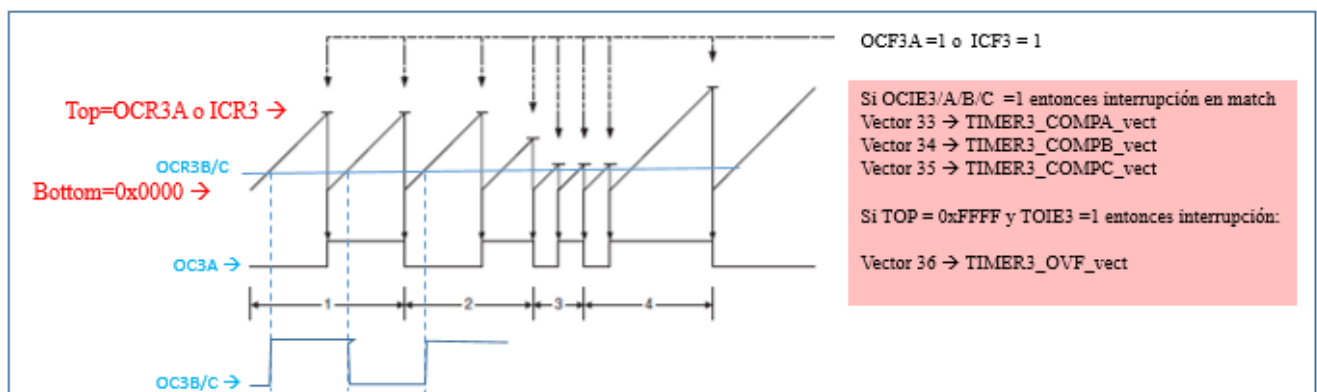 OCF3A =1 o ICF3 = 1
Top=OCR3A o ICR3 →
OCR3B/C
Bottom=0x0000 →
OC3A →
1
2
3
4
OC3B/C →
Si OCIE3/A/B/C =1 entonces interrupción en match
Vector 33 → TIMER3_COMPA_vect
Vector 34 → TIMER3_COMPB_vect
Vector 35 → TIMER3_COMPC_vect
Si TOP = 0xFFFF y TOIE3 =1 entonces interrupción:
Vector 36 → TIMER3_OVF_vect